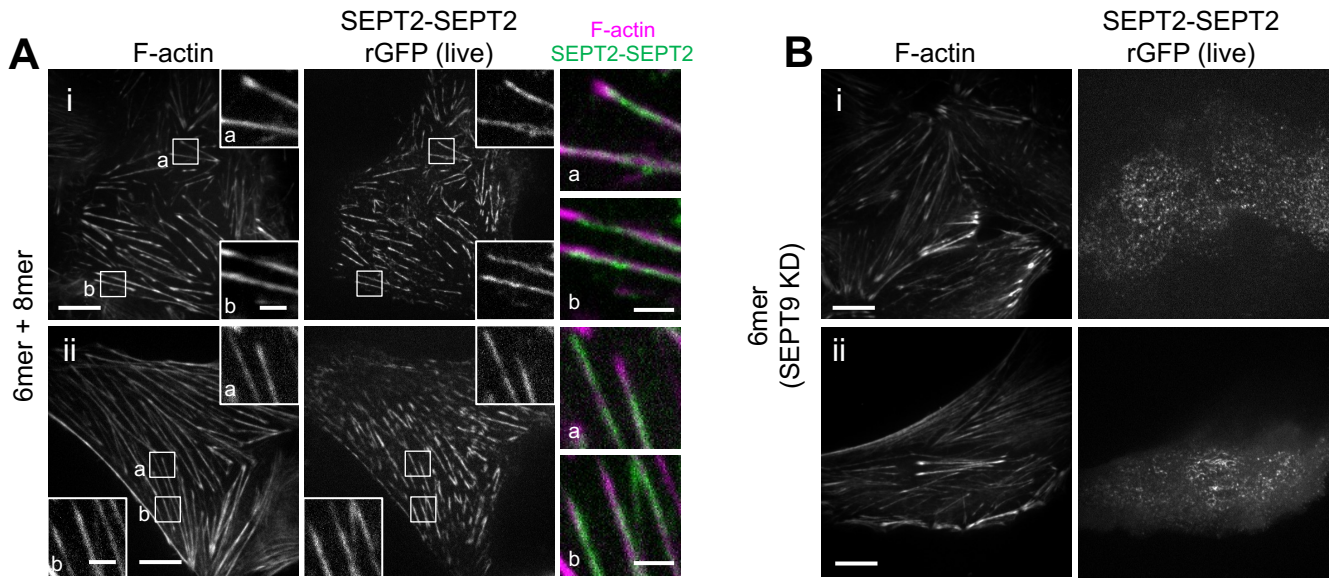 A
F-actin
SEPT2-SEPT2
rGFP (live)
F-actin
SEPT2-SEPT2
6mer + 8mer
i
a
b
a
b
a
b
ii
a
b
a
b
a
b
B
F-actin
SEPT2-SEPT2
rGFP (live)
6mer
(SEPT9 KD)
i
ii